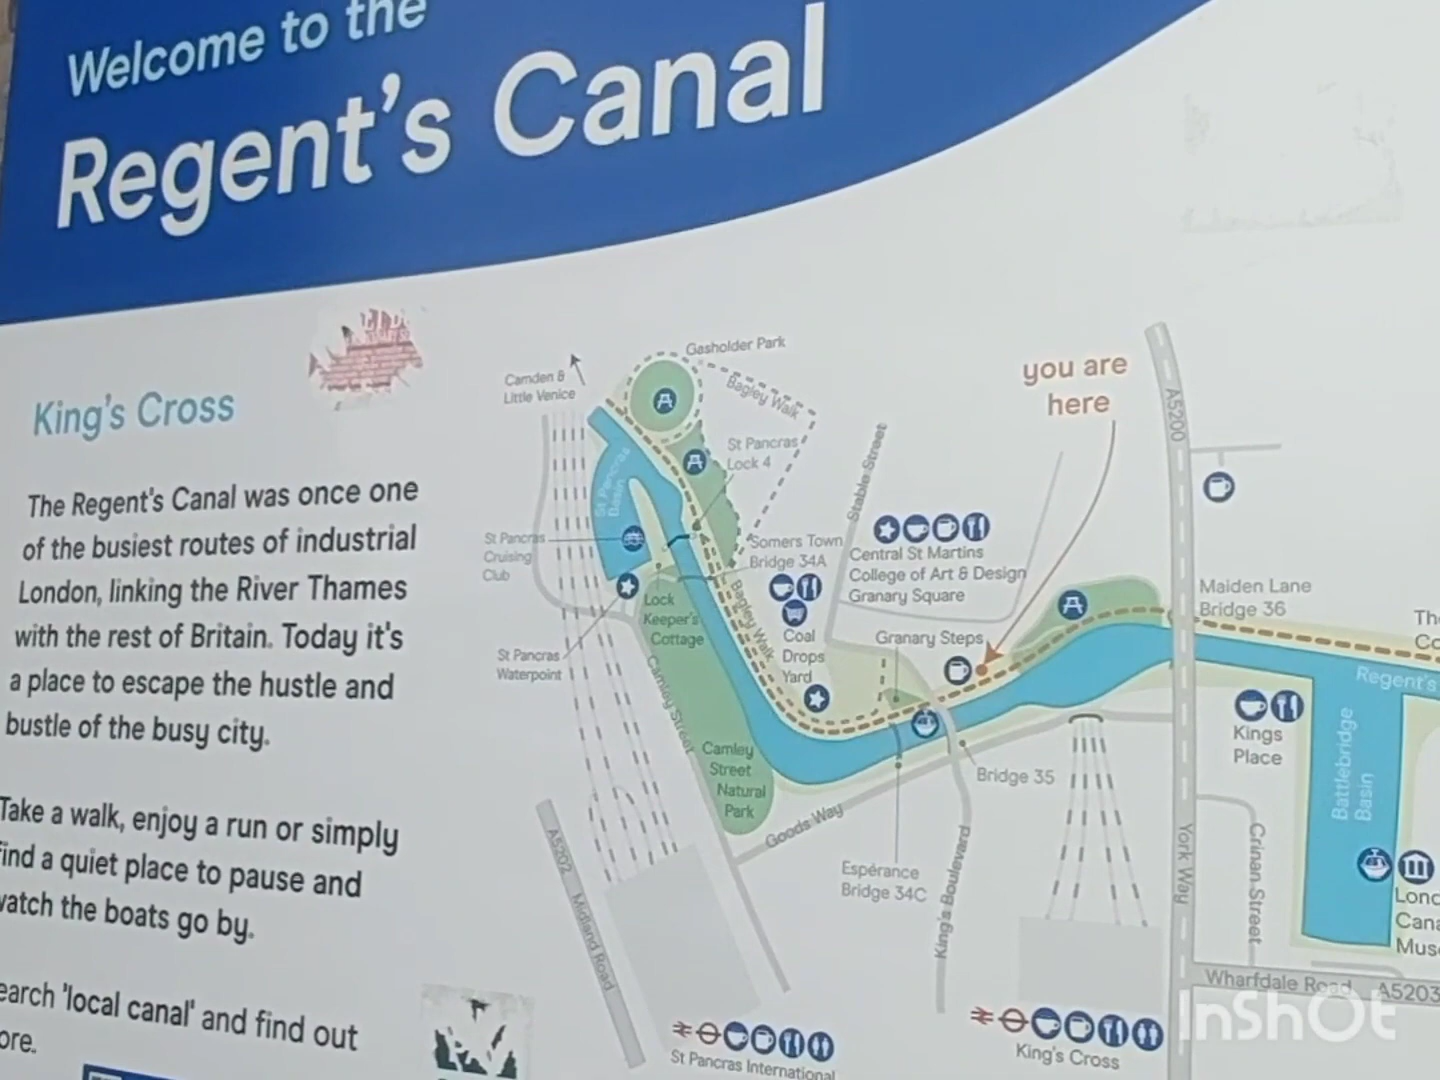 Welcome to the
Regent's Canal
King's Cross
The Regent's Canal was once one
of the busiest routes of industrial
London, linking the River Thames
with the rest of Britain. Today it's
a place to escape the hustle and
bustle of the busy city.
Take a walk, enjoy a run or simply
find a quiet place to pause and
watch the boats go by.
earch 'local canal' and find out
ore.
Camden &
Little Venice
Gasholder Park
Bagley Walk
St Pancras
Lock 4
St Pancras
Basin
St Pancras
Cruising
Club
Somers Town
Bridge 34A
Lock
Keeper's
Cottage
St Pancras
Waterpoint
Bagley Walk
Coal
Drops
Yard
Camley Street
Camley
Street
Natural
Park
Stable Street
Central St Martins
College of Art & Design
Granary Square
Granary Steps
you are
here
A5200
Maiden Lane
Bridge 36
Th
Co
Regent's
Kings
Place
Battlebridge
Basin
Bridge 35
Goods Way
Espérance
Bridge 34C
King's Boulevard
York Way
Crinan Street
Lond
Cana
Muse
A5202
Midland Road
Wharfdale Road
A5203
St Pancras International
King's Cross
InShOt